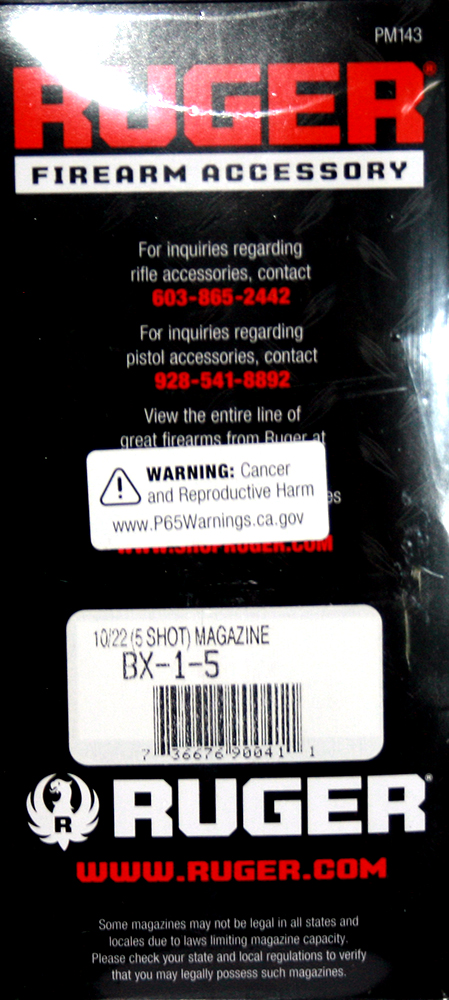 PM143
RUGER®
FIREARM ACCESSORY
For inquiries regarding
rifle accessories, contact
603-865-2442
For inquiries regarding
pistol accessories, contact
928-541-8892
View the entire line of
great firearms from Ruger at
WARNING: Cancer
and Reproductive Harm
www.P65Warnings.ca.gov
www.SHOPRUGER.COM
10/22 (5 SHOT) MAGAZINE
BX-1-5
7 36676 90041 1
R
RUGER®
WWW.RUGER.COM
Some magazines may not be legal in all states and
locales due to laws limiting magazine capacity.
Please check your state and local regulations to verify
that you may legally possess such magazines.